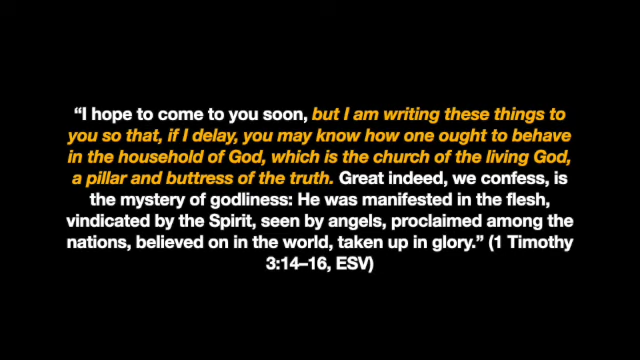 “I hope to come to you soon, but I am writing these things to
you so that, if I delay, you may know how one ought to behave
in the household of God, which is the church of the living God,
a pillar and buttress of the truth. Great indeed, we confess, is
the mystery of godliness: He was manifested in the flesh,
vindicated by the Spirit, seen by angels, proclaimed among the
nations, believed on in the world, taken up in glory.” (1 Timothy
3:14–16, ESV)